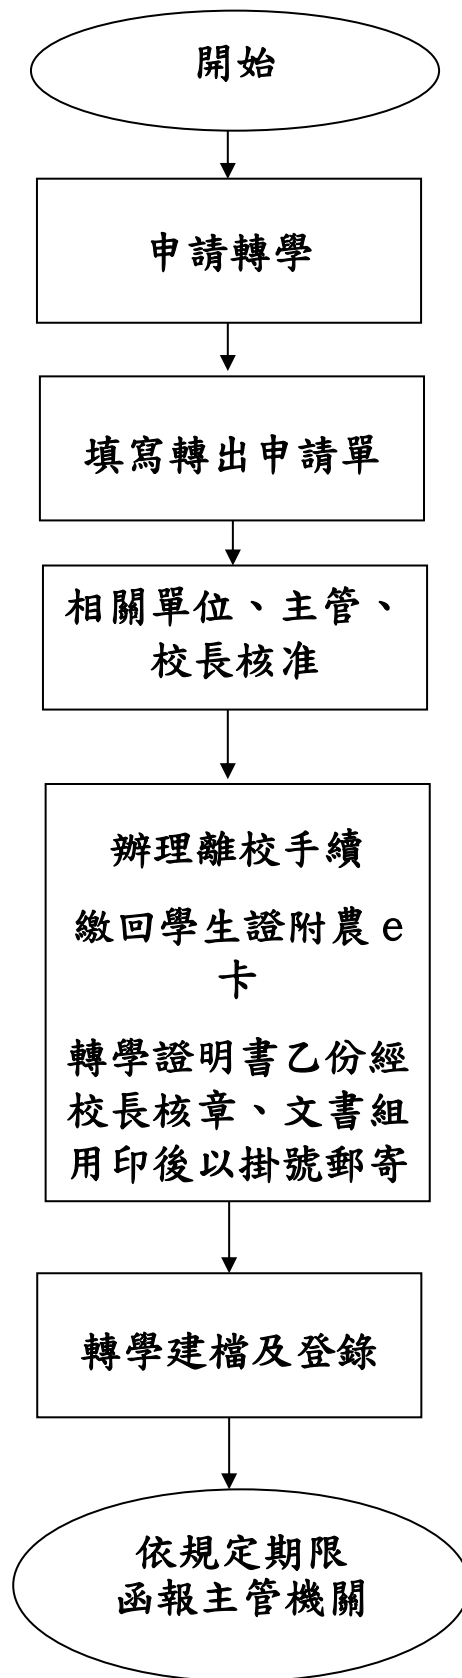 開始
申請轉學
填寫轉出申請單
相關單位、主管、
校長核准
辦理離校手續
繳回學生證附農 e
卡
轉學證明書乙份經
校長核章、文書組
用印後以掛號郵寄
轉學建檔及登錄
依規定期限
函報主管機關